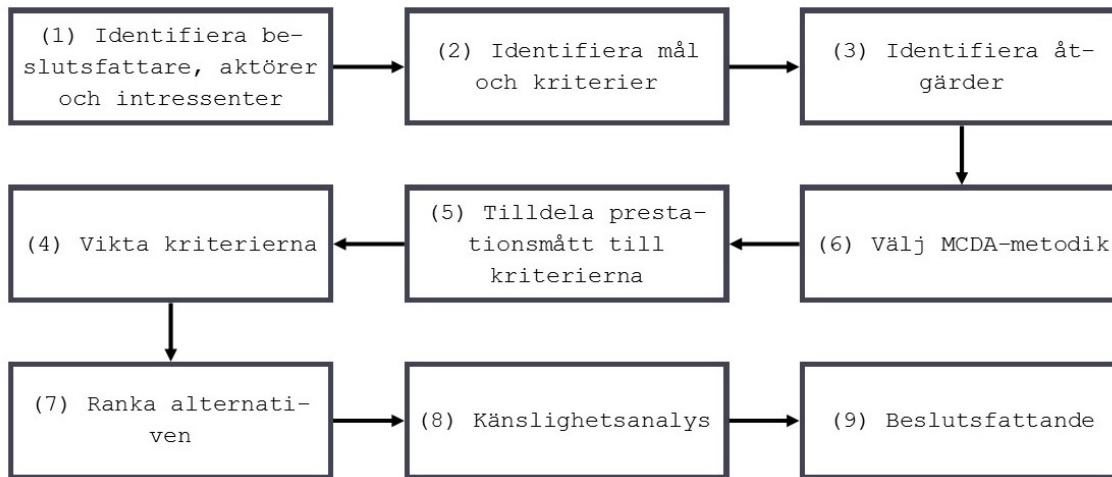 (1) Identifiera be-
slutsfattare, aktörer
och intressenter
(2) Identifiera mål
och kriterier
(3) Identifiera åt-
gärder
(4) Vikta kriterierna
(5) Tilldela presta-
tionsmått till
kriterierna
(6) Välj MCDA-metodik
(7) Ranka alternati-
ven
(8) Känslighetsanalys
(9) Beslutsfattande